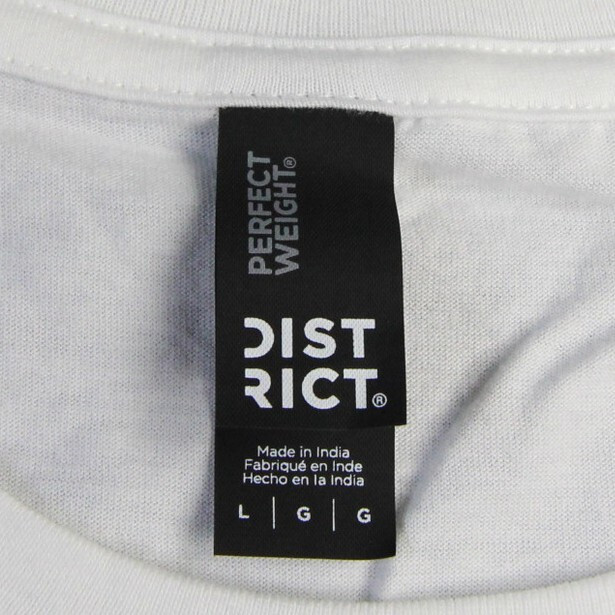 PERFECT
WEIGHT®
DIST
RICT®
Made in India
Fabriqué en Inde
Hecho en la India
L | G | G